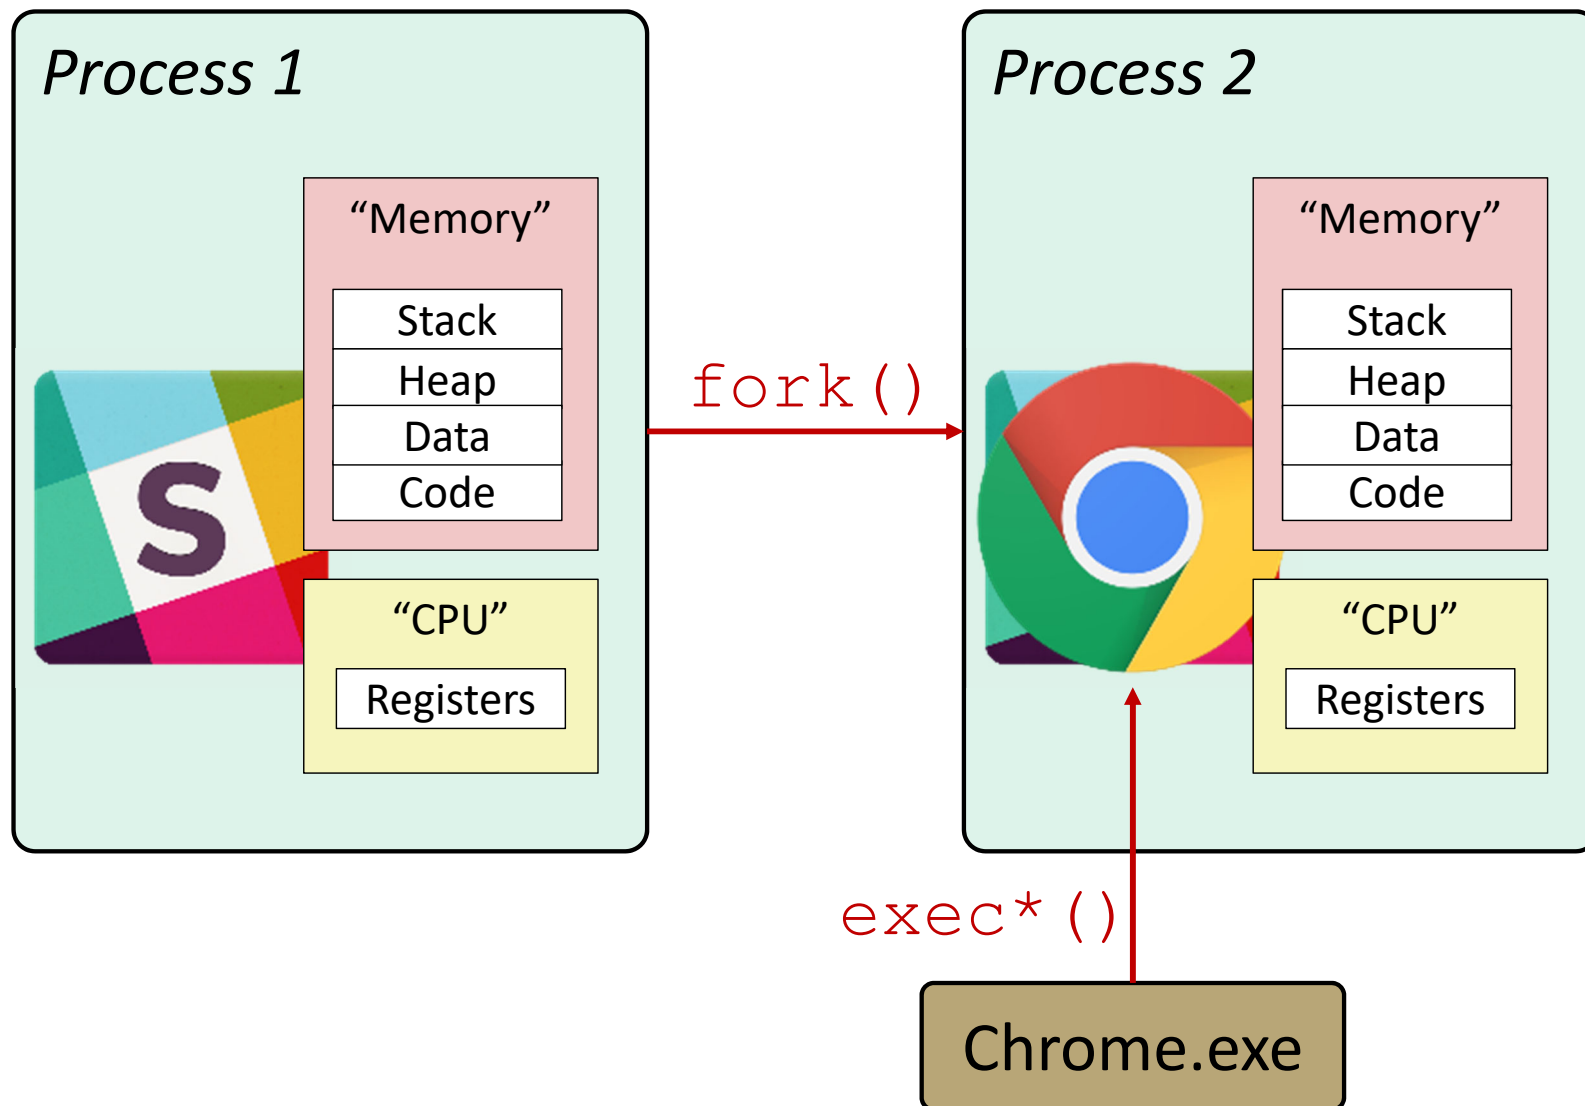 Process 1
“Memory”
Stack
Heap
Data
Code
S
“CPU”
Registers
fork()
Process 2
“Memory”
Stack
Heap
Data
Code
“CPU”
Registers
exec*()
Chrome.exe